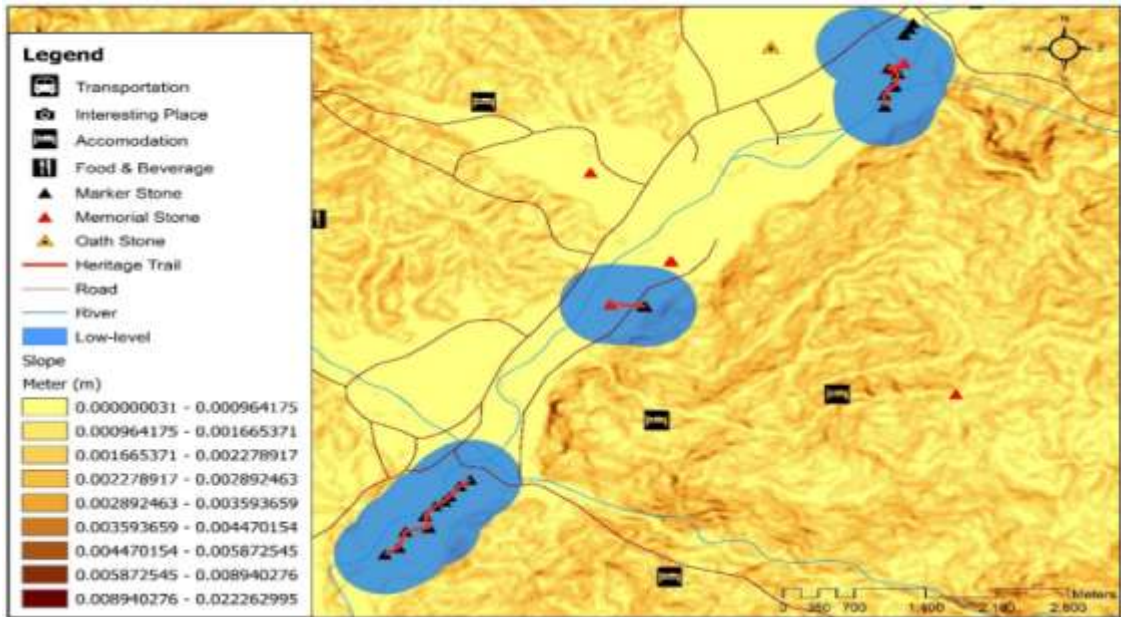 Legend
Transportation
Interesting Place
Accomodation
Food & Beverage
Marker Stone
Memorial Stone
Oath Stone
Heritage Trail
Road
River
Low-level
Slope
Meter (m)
0.000000031 - 0.000964175
0.000964175 - 0.001665371
0.001665371 - 0.002278917
0.002278917 - 0.002892463
0.002892463 - 0.003593659
0.003593659 - 0.004470154
0.004470154 - 0.005872545
0.005872545 - 0.008940276
0.008940276 - 0.022262995
N
Meters
0 350 700 1,400 2,100 2,800